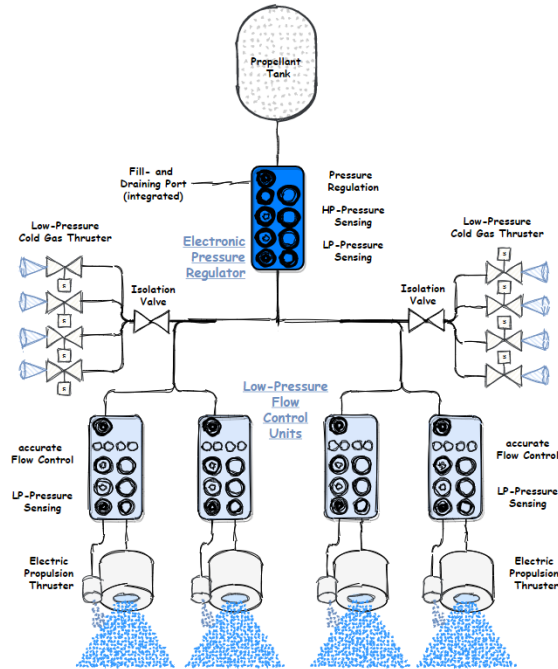 Propellant
Tank
Fill- and
Draining Port
(integrated)
Pressure
Regulation
HP-Pressure
Sensing
LP-Pressure
Sensing
Electronic
Pressure
Regulator
Low-Pressure
Cold Gas Thruster
Low-Pressure
Cold Gas Thruster
Isolation
Valve
Isolation
Valve
S
S
S
S
S
S
S
S
Low-Pressure
Flow
Control
Units
accurate
Flow Control
LP-Pressure
Sensing
accurate
Flow Control
LP-Pressure
Sensing
Electric
Propulsion
Thruster
Electric
Propulsion
Thruster